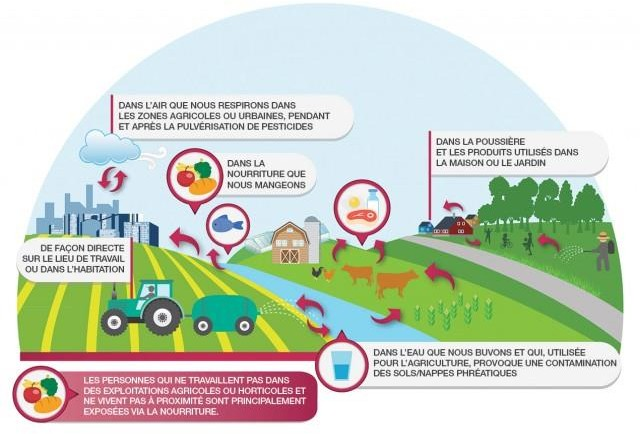 DANS L'AIR QUE NOUS RESPIRONS DANS
LES ZONES AGRICOLES OU URBAINES, PENDANT
ET APRÈS LA PULVÉRISATION DE PESTICIDES
DANS LA POUSSIÈRE
ET LES PRODUITS UTILISÉS DANS
LA MAISON OU LE JARDIN
DANS LA
NOURRITURE QUE
NOUS MANGEONS
DE FAÇON DIRECTE
SUR LE LIEU DE TRAVAIL
OU DANS L'HABITATION
DANS L'EAU QUE NOUS BUVONS ET QUI, UTILISÉE
POUR L'AGRICULTURE, PROVOQUE UNE CONTAMINATION
DES SOLS/NAPPES PHRÉATIQUES
LES PERSONNES QUI NE TRAVAILLENT PAS DANS
DES EXPLOITATIONS AGRICOLES OU HORTICOLES ET
NE VIVENT PAS À PROXIMITÉ SONT PRINCIPALEMENT
EXPOSÉES VIA LA NOURRITURE.